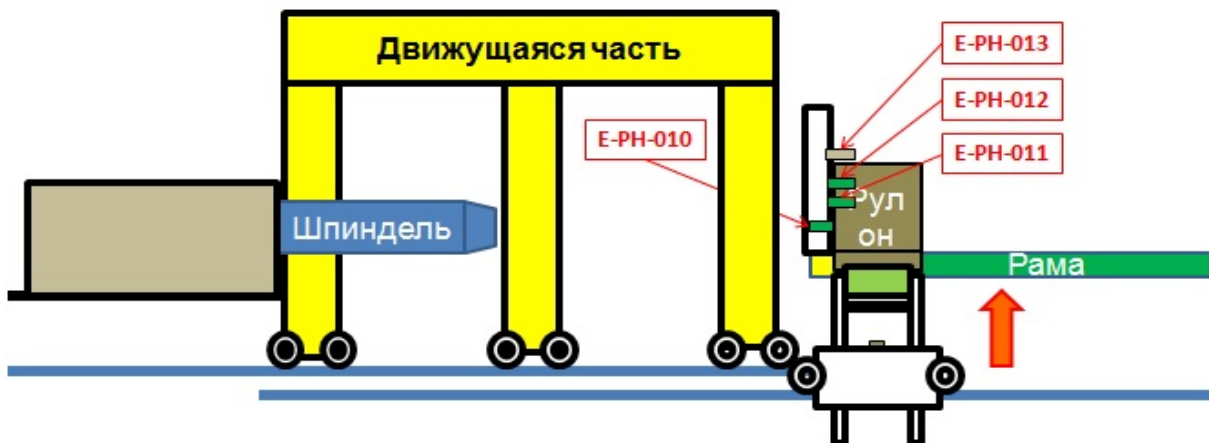 Движущаяся часть
E-PH-013
E-PH-012
E-PH-010
E-PH-011
Шпиндель
Рул
он
Рама